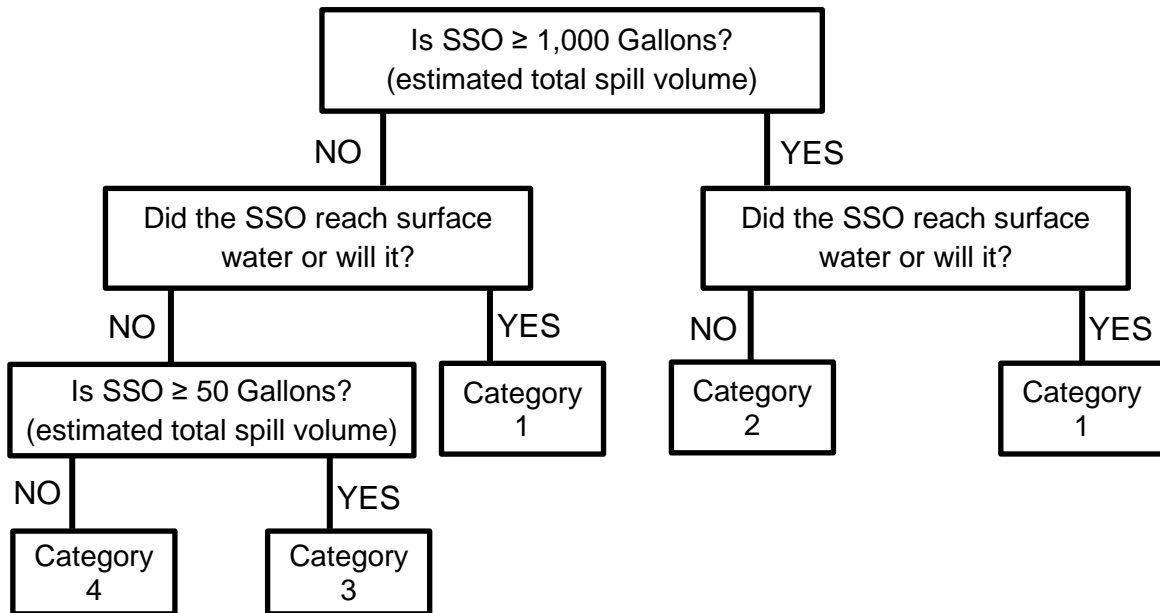 Is SSO ≥ 1,000 Gallons?
(estimated total spill volume)
NO
YES
Did the SSO reach surface
water or will it?
Did the SSO reach surface
water or will it?
NO
YES
NO
YES
Is SSO ≥ 50 Gallons?
(estimated total spill volume)
Category
1
Category
2
Category
1
NO
YES
Category
4
Category
3